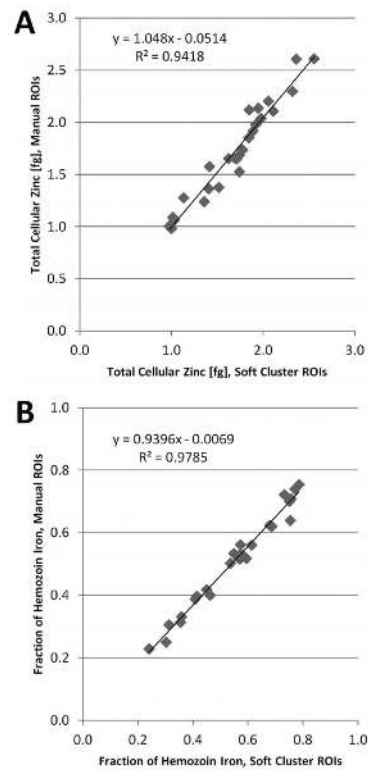 A
y = 1.048x - 0.0514
R² = 0.9418
Total Cellular Zinc [fg], Manual ROIs
3.0
2.5
2.0
1.5
1.0
0.5
0.0
0.0 1.0 2.0 3.0
Total Cellular Zinc [fg], Soft Cluster ROIs
B
y = 0.9396x - 0.0069
R² = 0.9785
Fraction of Hemozoin Iron, Manual ROIs
1.0
0.8
0.6
0.4
0.2
0.0
0.0 0.2 0.4 0.6 0.8 1.0
Fraction of Hemozoin Iron, Soft Cluster ROIs